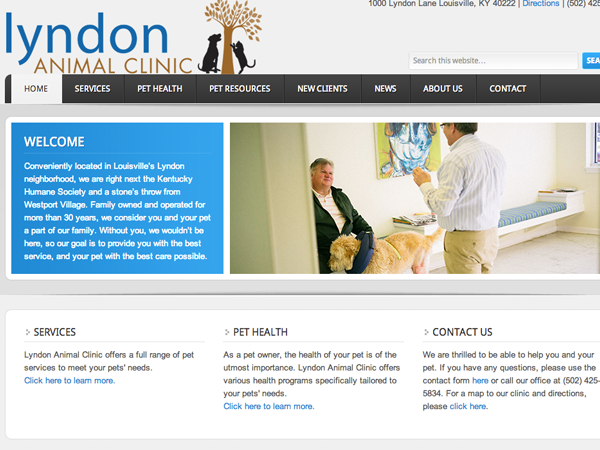 1000 Lyndon Lane Louisville, KY 40222 | Directions | (502) 425
lyndon
ANIMAL CLINIC
Search this website…
SEA
HOME SERVICES PET HEALTH PET RESOURCES NEW CLIENTS NEWS ABOUT US CONTACT
WELCOME
Conveniently located in Louisville's Lyndon
neighborhood, we are right next the Kentucky
Humane Society and a stone's throw from
Westport Village. Family owned and operated for
more than 30 years, we consider you and your pet
a part of our family. Without you, we wouldn't be
here, so our goal is to provide you with the best
service, and your pet with the best care possible.
SERVICES
Lyndon Animal Clinic offers a full range of pet
services to meet your pets' needs.
Click here to learn more.
PET HEALTH
As a pet owner, the health of your pet is of the
utmost importance. Lyndon Animal Clinic offers
various health programs specifically tailored to
your pets' needs.
Click here to learn more.
CONTACT US
We are thrilled to be able to help you and your
pet. If you have any questions, please use the
contact form here or call our office at (502) 425-
5834. For a map to our clinic and directions,
please click here.